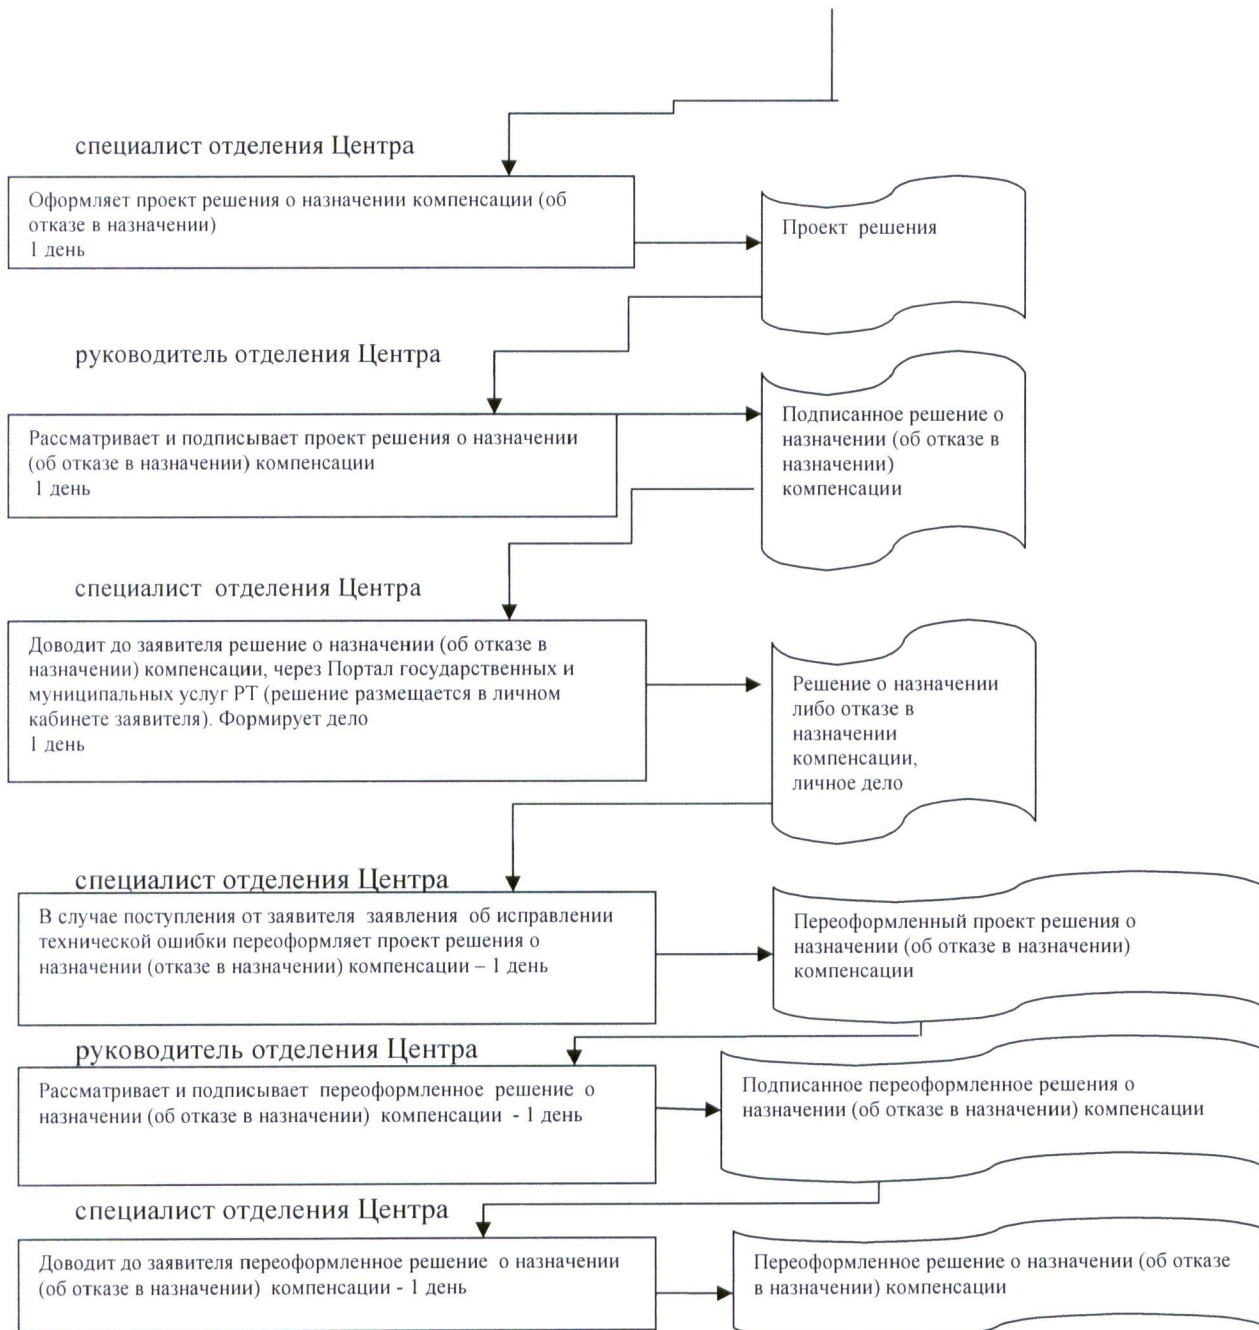 специалист отделения Центра
Оформляет проект решения о назначении компенсации (об
отказе в назначении)
1 день
Проект решения
руководитель отделения Центра
Рассматривает и подписывает проект решения о назначении
(об отказе в назначении) компенсации
1 день
Подписанное решение о
назначении (об отказе в
назначении)
компенсации
специалист отделения Центра
Доводит до заявителя решение о назначении (об отказе в
назначении) компенсации, через Портал государственных и
муниципальных услуг РТ (решение размещается в личном
кабинете заявителя). Формирует дело
1 день
Решение о назначении
либо отказе в
назначении
компенсации,
личное дело
специалист отделения Центра
В случае поступления от заявителя заявления об исправлении
технической ошибки переоформляет проект решения о
назначении (отказе в назначении) компенсации – 1 день
Переоформленный проект решения о
назначении (об отказе в назначении)
компенсации
руководитель отделения Центра
Рассматривает и подписывает переоформленное решение о
назначении (об отказе в назначении) компенсации - 1 день
Подписанное переоформленное решения о
назначении (об отказе в назначении) компенсации
специалист отделения Центра
Доводит до заявителя переоформленное решение о назначении
(об отказе в назначении) компенсации - 1 день
Переоформленное решение о назначении (об отказе
в назначении) компенсации